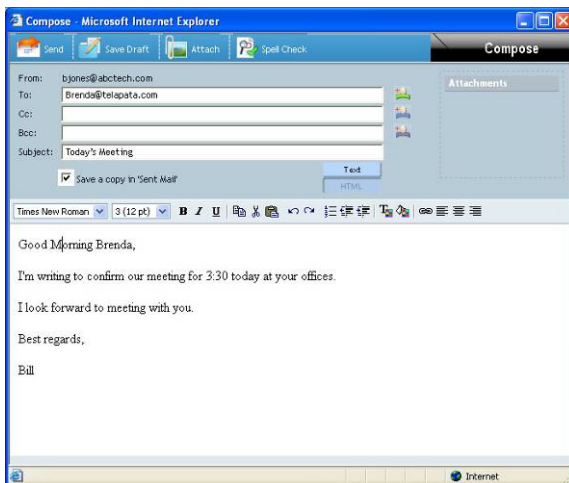 Compose - Microsoft Internet Explorer
Send Save Draft Attach Spell Check Compose
From: bjones@abctech.com
To: Brenda@telapata.com
Attachments
Cc:
Bcc:
Subject: Today's Meeting
Save a copy in 'Sent Mail'
Text
HTML
Times New Roman 3 (12 pt) B I U
Good Morning Brenda,
I'm writing to confirm our meeting for 3:30 today at your offices.
I look forward to meeting with you.
Best regards,
Bill
Internet